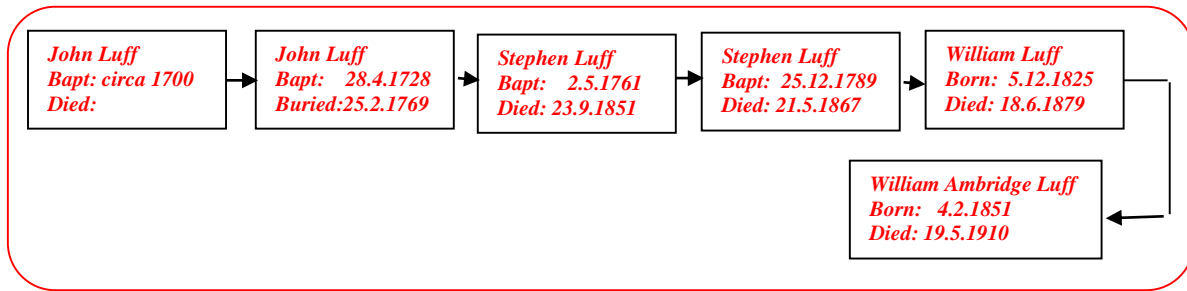 John Luff
Bapt: circa 1700
Died:
John Luff
Bapt: 28.4.1728
Buried:25.2.1769
Stephen Luff
Bapt: 2.5.1761
Died: 23.9.1851
Stephen Luff
Bapt: 25.12.1789
Died: 21.5.1867
William Luff
Born: 5.12.1825
Died: 18.6.1879
William Ambridge Luff
Born: 4.2.1851
Died: 19.5.1910